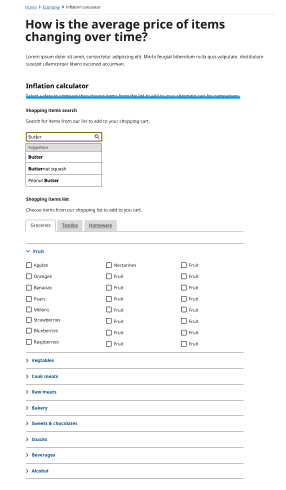 Home > Economy > Inflation calculator
How is the average price of items
changing over time?
Lorem ipsum dolor sit amet, consectetur adipiscing elit. Morbi feugiat bibendum nulla quis vulputate. Vestibulum
suscipit ullamcorper libero euismod accumsan.
Inflation calculator
Select a date to compare then choose items from the list to add to your shopping cart for comparison.
Shopping items search
Search for items from our list to add to your shopping cart.
Butter
Suggestions
Butter
Butternut squash
Peanut Butter
Shopping items list
Choose items from our shopping list to add to you cart.
Groceries Textiles Homeware
Fruit
Apples Nectarines Fruit
Oranges Fruit Fruit
Bananas Fruit Fruit
Pears Fruit Fruit
Melons Fruit Fruit
Strawberries Fruit Fruit
Blueberries Fruit Fruit
Raspberries Fruit Fruit
Vegtables
Cook meats
Raw meats
Bakery
Sweets & chocolates
Snacks
Beverages
Alcohol